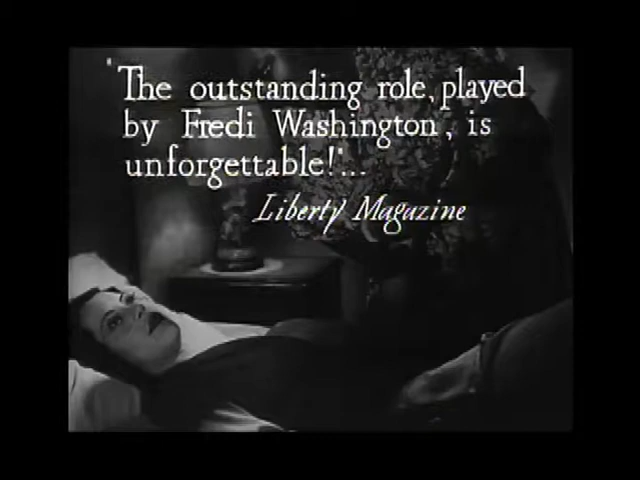 "The outstanding role, played
by Fredi Washington, is
unforgettable!"...
Liberty Magazine